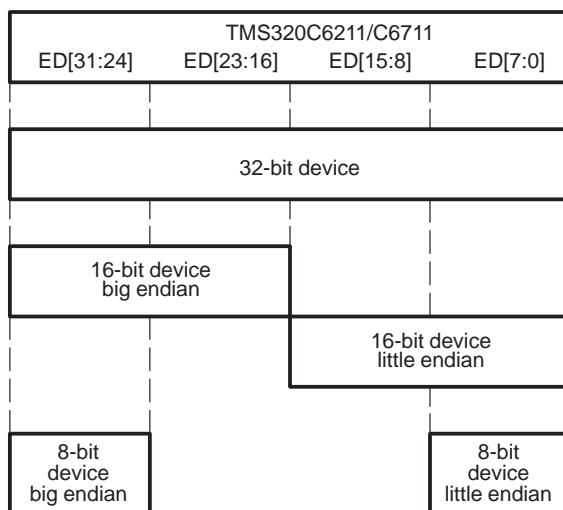 TMS320C6211/C6711
ED[31:24] ED[23:16] ED[15:8] ED[7:0]
32-bit device
16-bit device
big endian
16-bit device
little endian
8-bit
device
big endian
8-bit
device
little endian